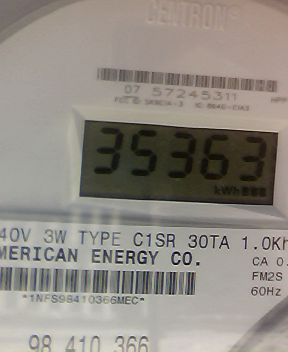 CENTRON®
07 57245311
35363
kWh
40V 3W TYPE C1SR 30TA 1.0Kh
MERICAN ENERGY CO.
CA 0.
FM2S
*1NFS98410366MEC*
60Hz
98 410 366